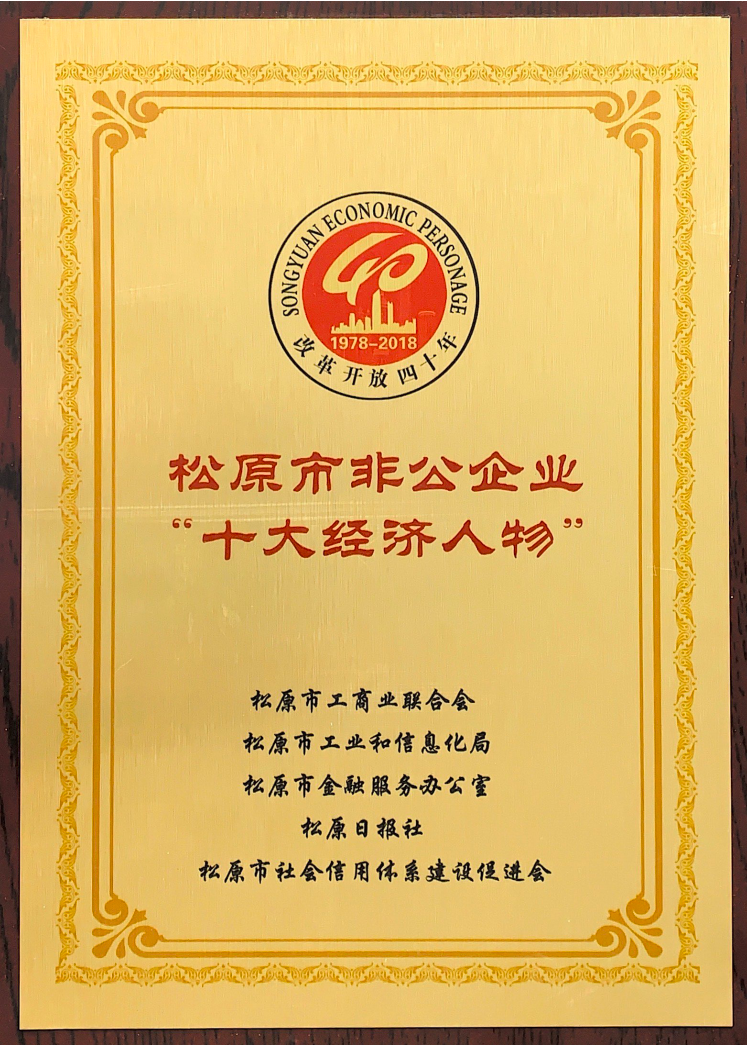 SONGYUAN ECONOMIC PERSONAGE
40
1978-2018
改革开放四十年
松原市非公企业
“十大经济人物”
松原市工商业联合会
松原市工业和信息化局
松原市金融服务办公室
松原日报社
松原市社会信用体系建设促进会